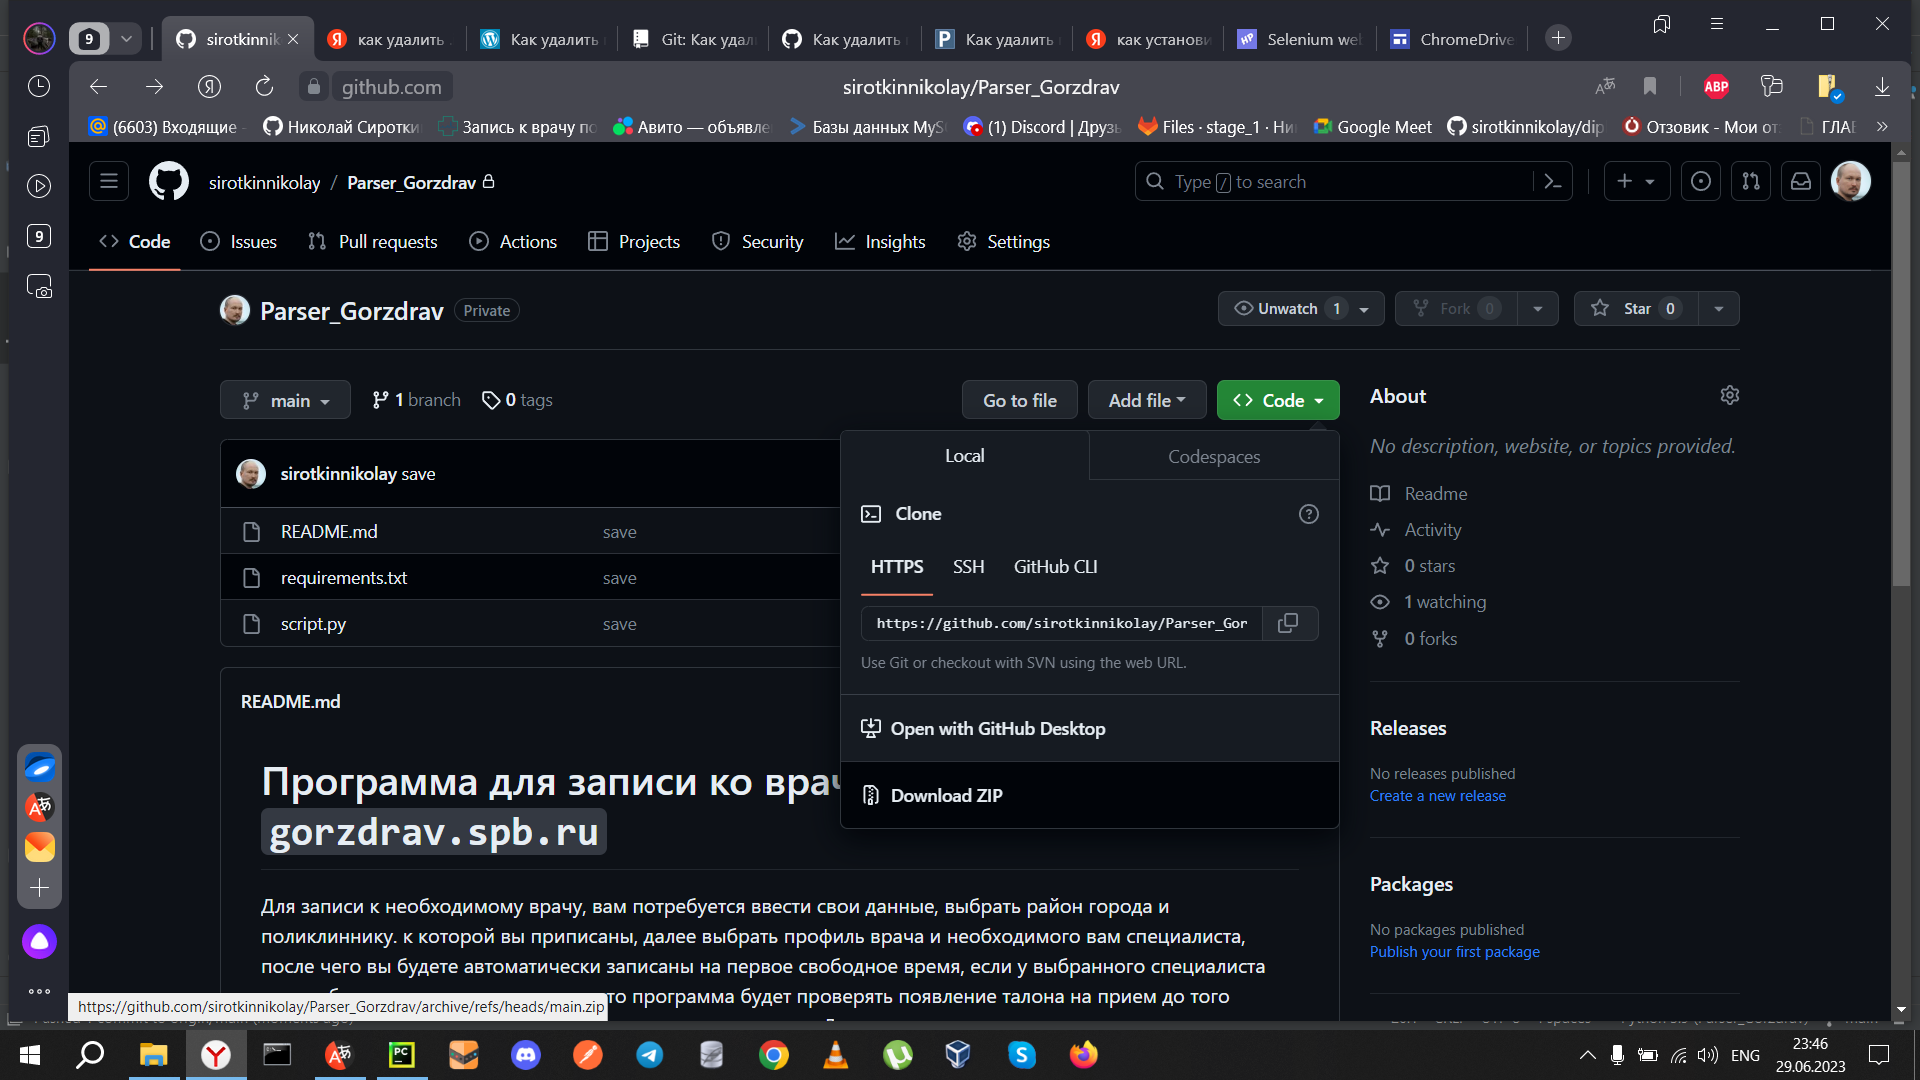 9
sirotkinnik
как удалить
Как удалить
Git: Как удал
Как удалить
Как удалить
как установи
Selenium we
ChromeDrive
github.com
sirotkinnikolay/Parser_Gorzdrav
ABP
(6603) Входящие
Николай Сиротки
Запись к врачу по
Авито — объявле
Базы данных MyS
(1) Discord | Друзь
Files · stage_1 · Ни
Google Meet
sirotkinnikolay/dip
Отзовик - Мои от
ГЛАВ
»
sirotkinnikolay / Parser_Gorzdrav
Type / to search
9
Code
Issues
Pull requests
Actions
Projects
Security
Insights
Settings
Parser_Gorzdrav
Private
Unwatch 1
Fork 0
Star 0
main
1 branch
0 tags
Go to file
Add file
Code
About
No description, website, or topics provided.
Local
Codespaces
sirotkinnikolay save
Clone
README.md save
requirements.txt save
script.py save
HTTPS
SSH
GitHub CLI
https://github.com/sirotkinnikolay/Parser_Gor
Use Git or checkout with SVN using the web URL.
Open with GitHub Desktop
Download ZIP
Readme
Activity
0 stars
1 watching
0 forks
README.md
Releases
No releases published
Create a new release
Программа для записи ко врач
gorzdrav.spb.ru
Packages
No packages published
Publish your first package
Для записи к необходимому врачу, вам потребуется ввести свои данные, выбрать район города и
поликлиннику. к которой вы приписаны, далее выбрать профиль врача и необходимого вам специалиста,
после чего вы будете автоматически записаны на первое свободное время, если у выбранного специалиста
то программа будет проверять появление талона на прием до того
https://github.com/sirotkinnikolay/Parser_Gorzdrav/archive/refs/heads/main.zip
ENG
23:46
29.06.2023